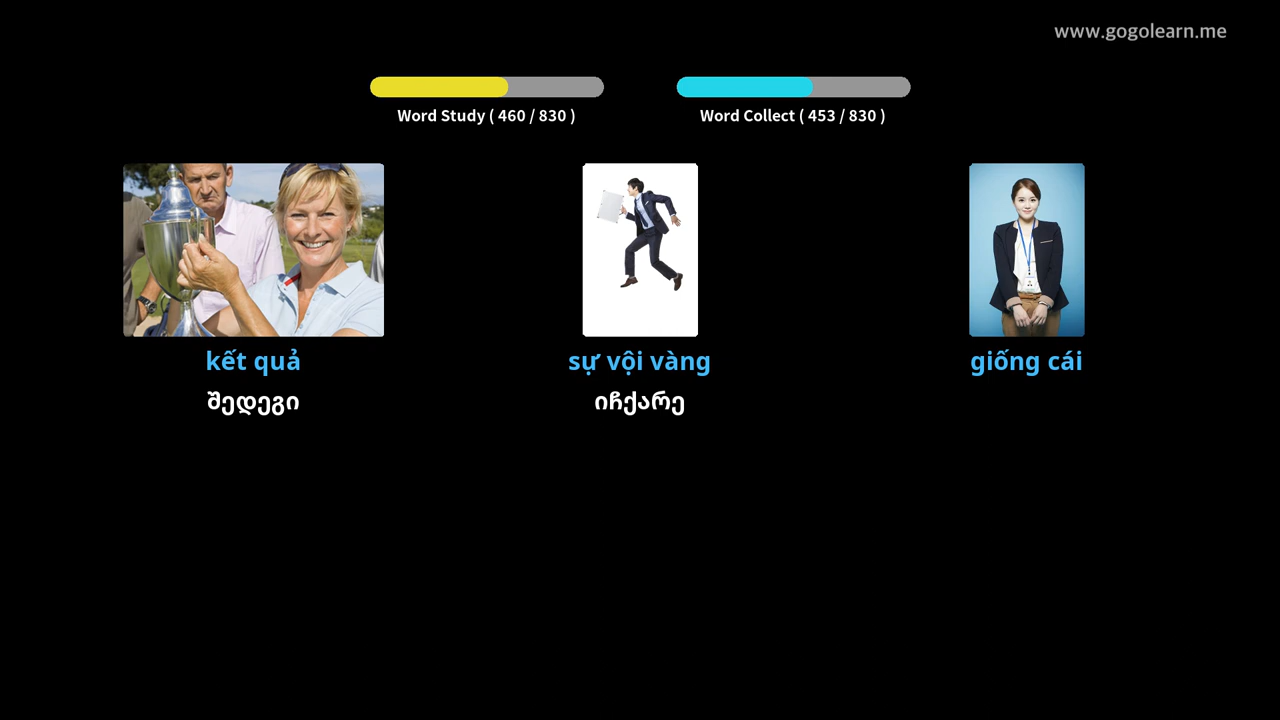 www.gogolearn.me
Word Study ( 460 / 830 )
Word Collect ( 453 / 830 )
kết quả
sự vội vàng
giống cái
შედეგი
იჩქარე